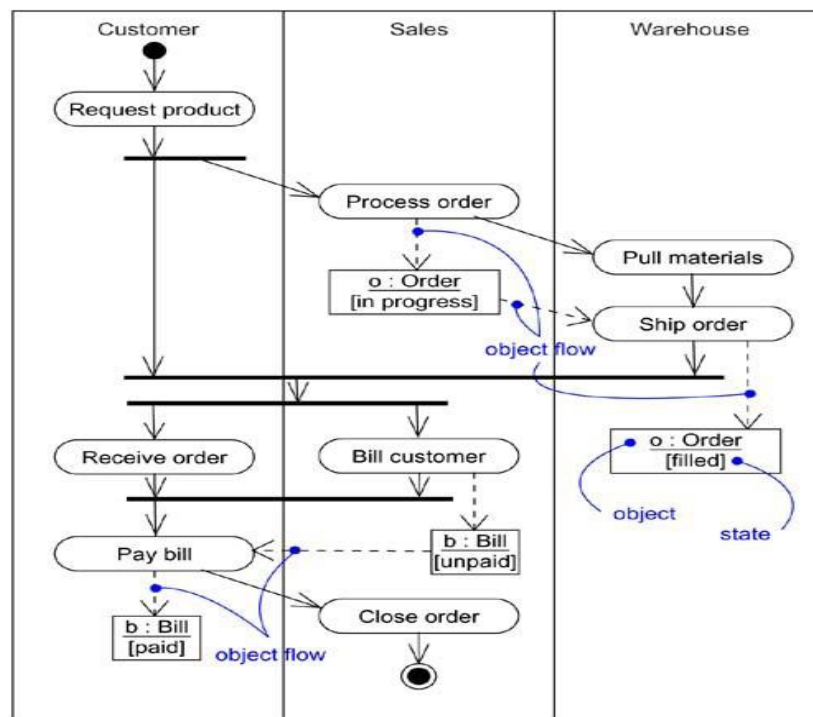 Customer
Sales
Warehouse
Request product
Process order
Pull materials
o : Order
[in progress]
Ship order
object flow
Receive order
Bill customer
o : Order
[filled]
object
state
Pay bill
b : Bill
[unpaid]
Close order
b : Bill
[paid]
object flow